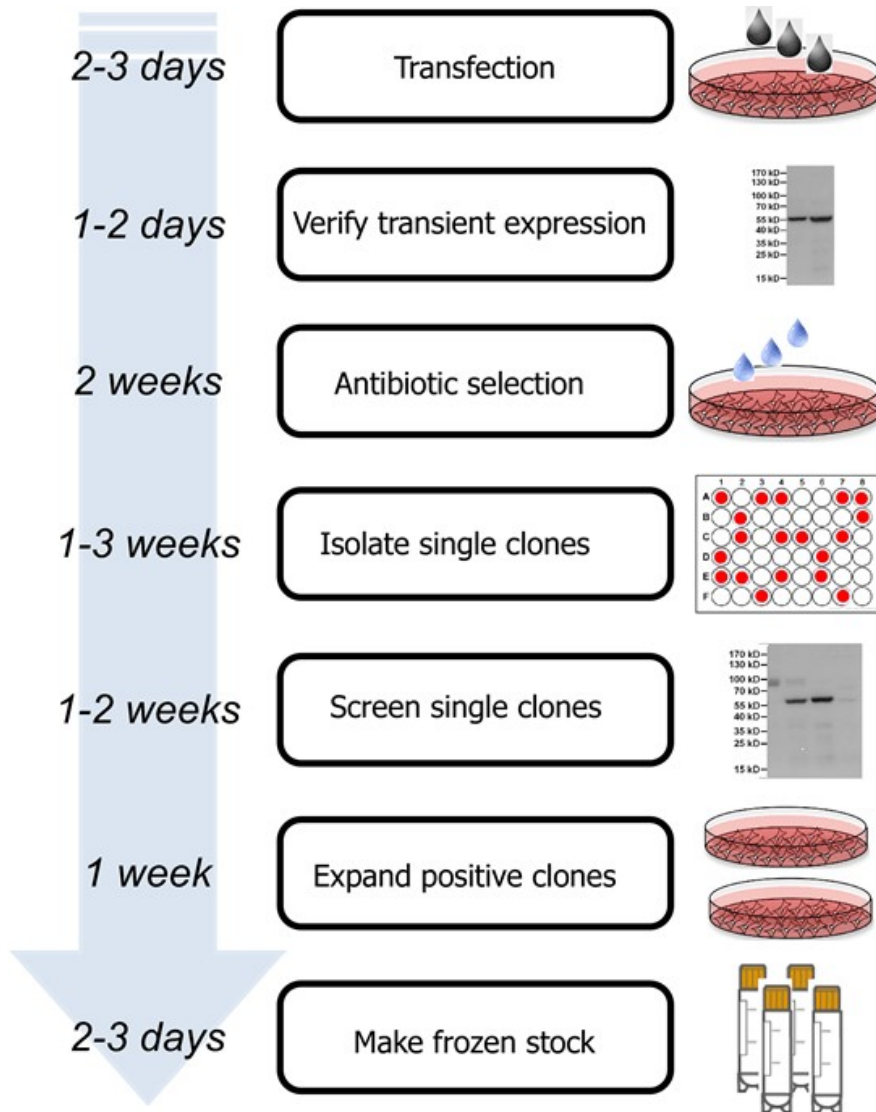 2-3 days
Transfection
1-2 days
Verify transient expression
170 kD
130 kD
100 kD
70 kD
55 kD
40 kD
35 kD
25 kD
15 kD
2 weeks
Antibiotic selection
1-3 weeks
Isolate single clones
1 2 3 4 5 6 7 8
A
B
C
D
E
F
1-2 weeks
Screen single clones
170 kD
130 kD
100 kD
70 kD
55 kD
40 kD
35 kD
25 kD
15 kD
1 week
Expand positive clones
2-3 days
Make frozen stock